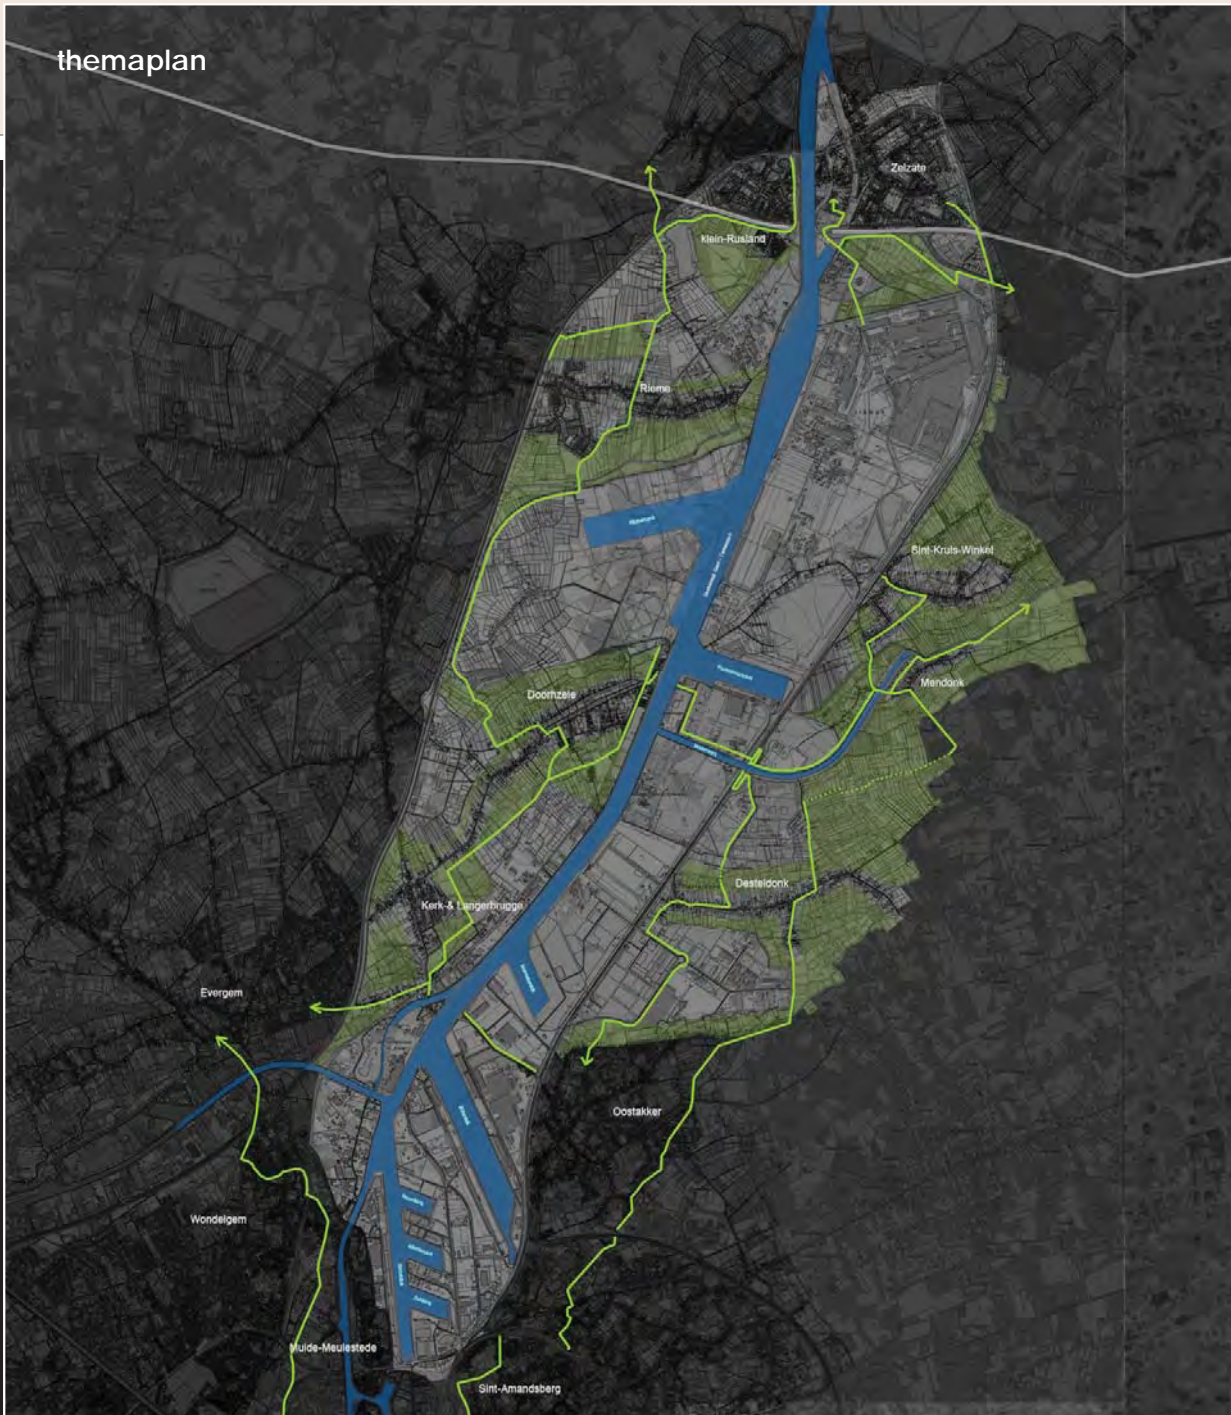 themaplan
Zelzate
Klein-Rusland
Rieme
Sint-Kruis-Winkel
Mendonk
Doornzele
Desteldonk
Kerk-& Langerbrugge
Evergem
Oostakker
Wondelgem
Muide-Meulestede
Sint-Amandsberg